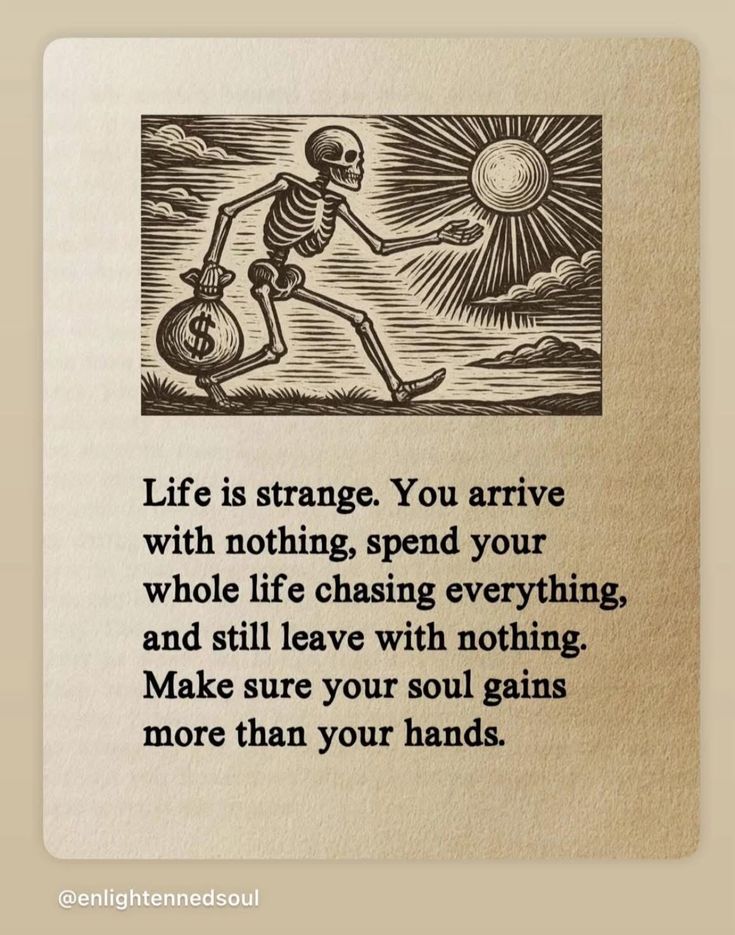 $
Life is strange. You arrive
with nothing, spend your
whole life chasing everything,
and still leave with nothing.
Make sure your soul gains
more than your hands.
@enlightennedsoul